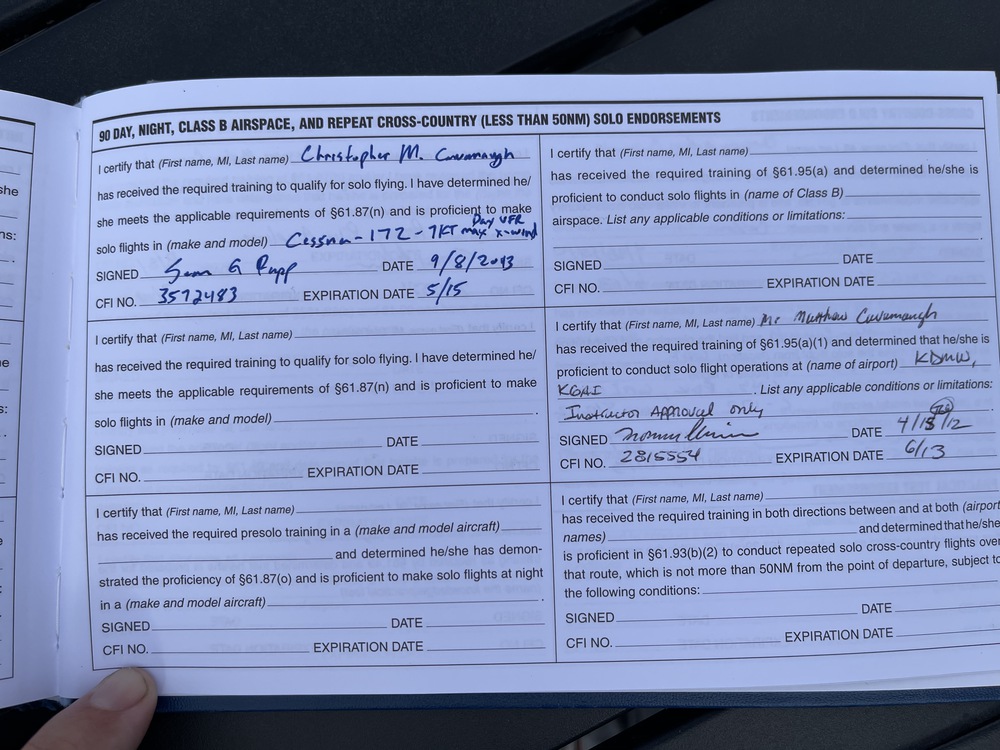 90 DAY, NIGHT, CLASS B AIRSPACE, AND REPEAT CROSS-COUNTRY (LESS THAN 50NM) SOLO ENDORSEMENTS
I certify that (First name, MI, Last name) Christopher M. Cavanaugh
has received the required training to qualify for solo flying. I have determined he/
she meets the applicable requirements of §61.87(n) and is proficient to make
Day VFR
solo flights in (make and model) Cessna-172 - 7KT max x-wind
SIGNED Sean G Rupp DATE 9/8/2013
CFI NO. 3572483 EXPIRATION DATE 5/15
I certify that (First name, MI, Last name)
has received the required training to qualify for solo flying. I have determined he/
she meets the applicable requirements of §61.87(n) and is proficient to make
solo flights in (make and model)
SIGNED DATE
CFI NO. EXPIRATION DATE
I certify that (First name, MI, Last name)
has received the required presolo training in a (make and model aircraft)
and determined he/she has demon-
strated the proficiency of §61.87(o) and is proficient to make solo flights at night
in a (make and model aircraft) .
SIGNED DATE
CFI NO. EXPIRATION DATE
I certify that (First name, MI, Last name)
has received the required training of §61.95(a) and determined he/she is
proficient to conduct solo flights in (name of Class B)
airspace. List any applicable conditions or limitations:
SIGNED DATE
CFI NO. EXPIRATION DATE
I certify that (First name, MI, Last name) Mr Matthew Cavanaugh
has received the required training of §61.95(a)(1) and determined that he/she is
proficient to conduct solo flight operations at (name of airport) KDMW,
KGAI . List any applicable conditions or limitations:
Instructor Approval only
SIGNED DATE 4/15/12
CFI NO. 2815554 EXPIRATION DATE 6/13
I certify that (First name, MI, Last name)
has received the required training in both directions between and at both (airport
names) and determined that he/she
is proficient in §61.93(b)(2) to conduct repeated solo cross-country flights over
that route, which is not more than 50NM from the point of departure, subject to
the following conditions:
SIGNED DATE
CFI NO. EXPIRATION DATE
she
ns: